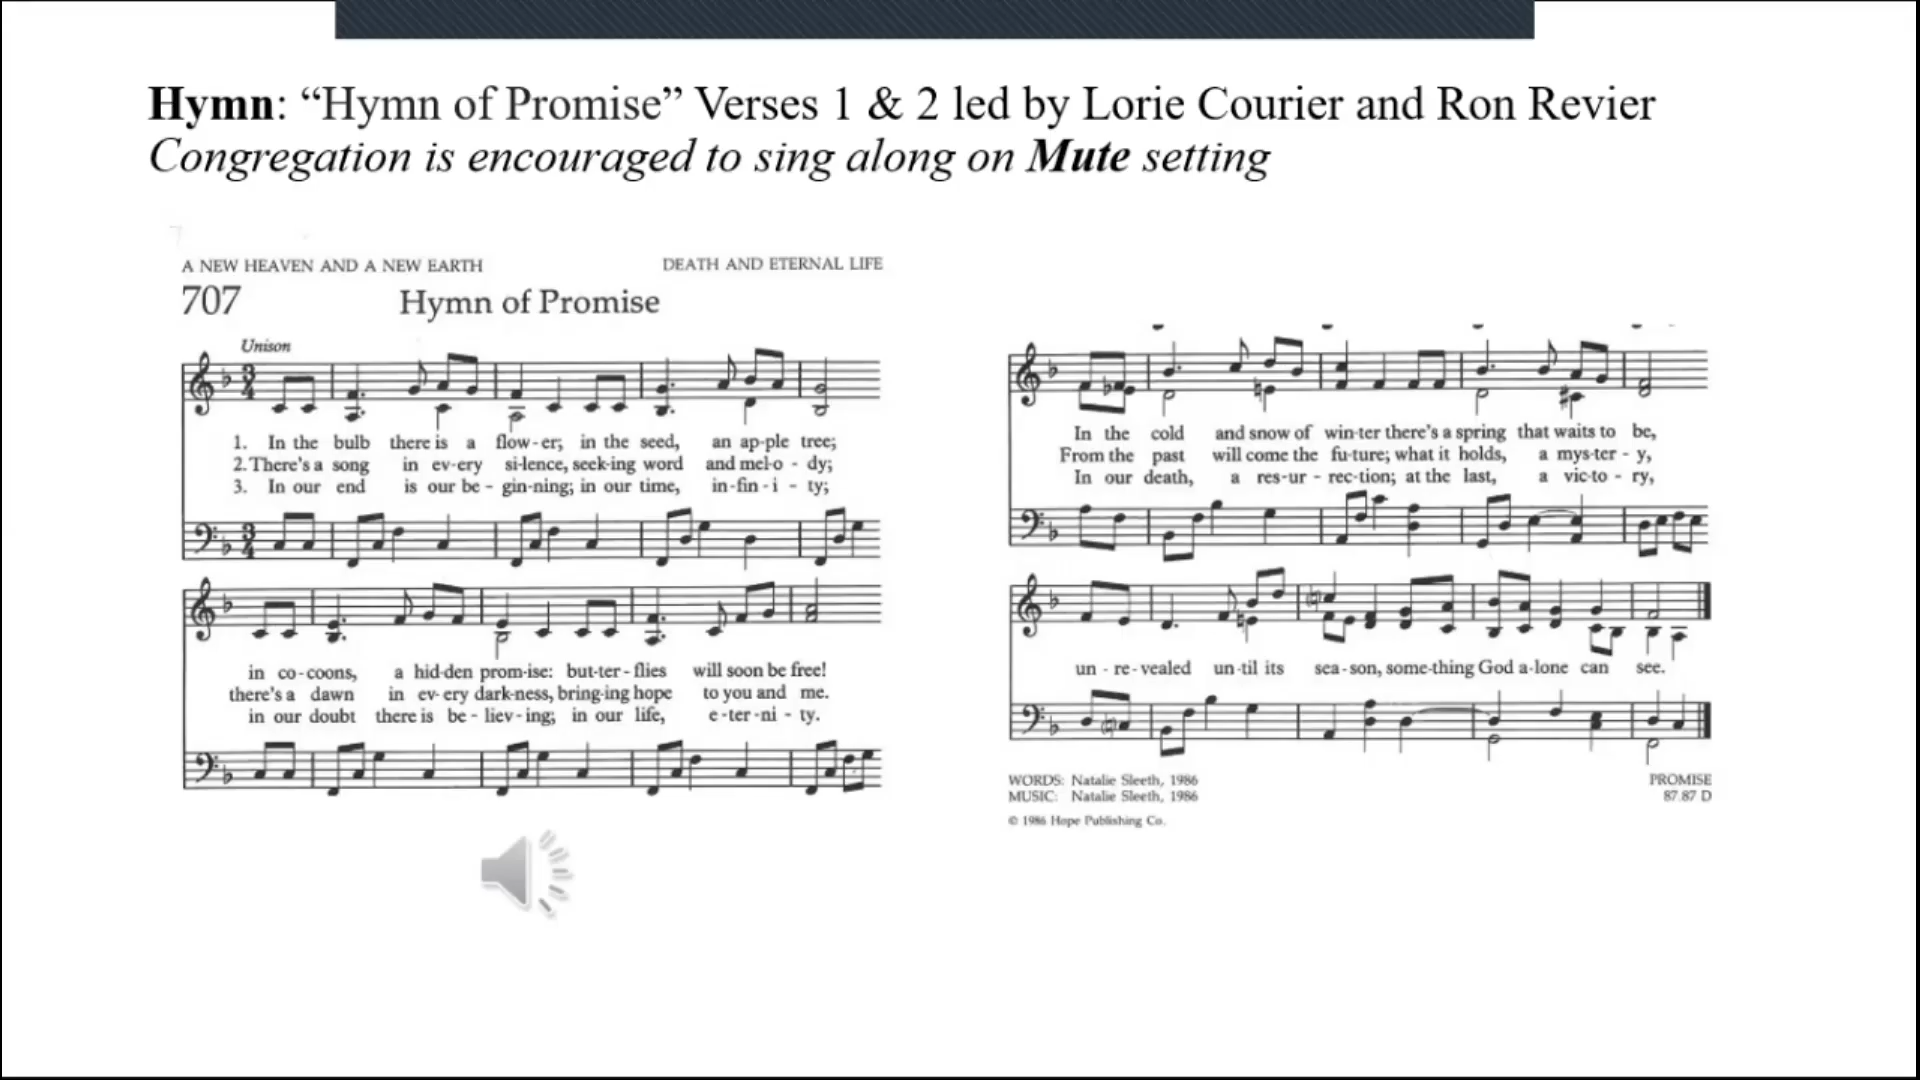 Hymn: “Hymn of Promise” Verses 1 & 2 led by Lorie Courier and Ron Revier
Congregation is encouraged to sing along on Mute setting
A NEW HEAVEN AND A NEW EARTH
DEATH AND ETERNAL LIFE
707
Hymn of Promise
Unison
3
4
1. In the bulb there is a flow-er; in the seed, an ap-ple tree;
2. There's a song in ev-ery si-lence, seek-ing word and mel-o - dy;
3. In our end is our be - gin-ning; in our time, in-fin-i - ty;
3
4
in co-coons, a hid-den prom-ise: but-ter-flies will soon be free!
there's a dawn in ev-ery dark-ness, bring-ing hope to you and me.
in our doubt there is be - liev-ing; in our life, e-ter-ni - ty.
In the cold and snow of win-ter there's a spring that waits to be,
From the past will come the fu-ture; what it holds, a mys-ter - y,
In our death, a res-ur - rec-tion; at the last, a vic-to - ry,
un - re-vealed un-til its sea-son, some-thing God a-lone can see.
WORDS: Natalie Sleeth, 1986
MUSIC: Natalie Sleeth, 1986
© 1986 Hope Publishing Co.
PROMISE
87.87 D